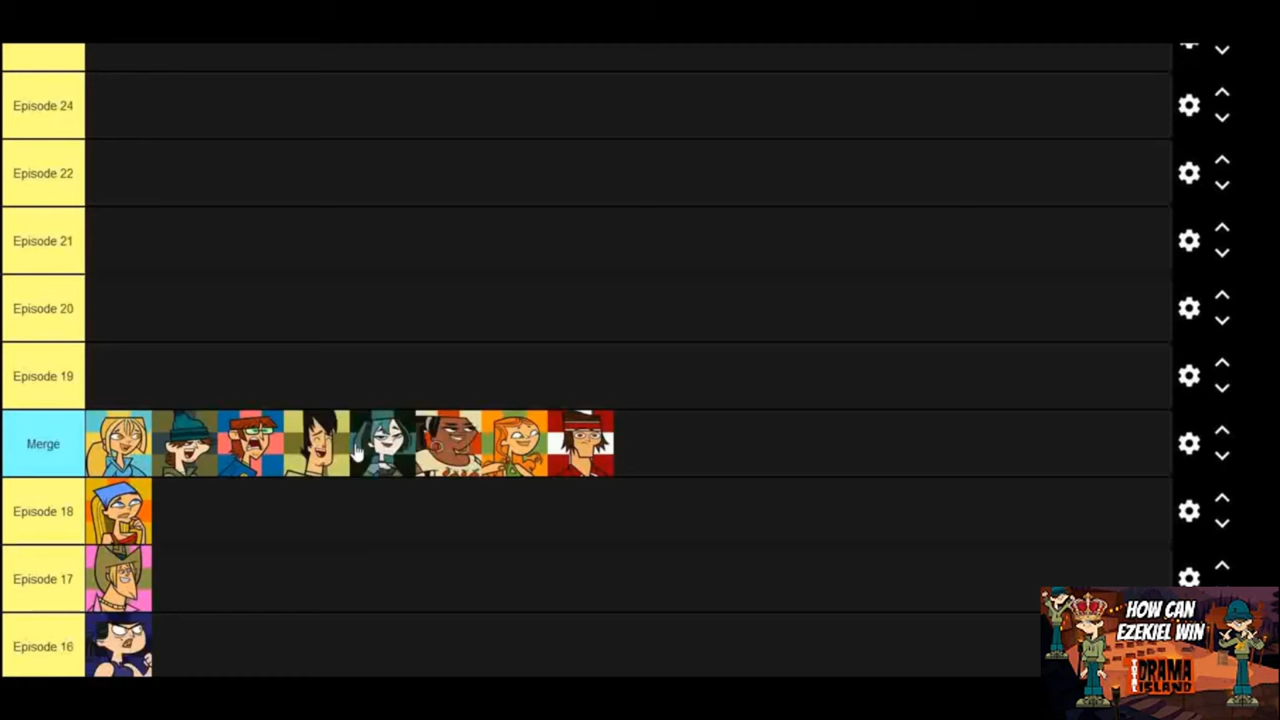 Episode 24
Episode 22
Episode 21
Episode 20
Episode 19
Merge
Episode 18
Episode 17
Episode 16
HOW CAN
EZEKIEL WIN
TOTAL
DRAMA
ISLAND